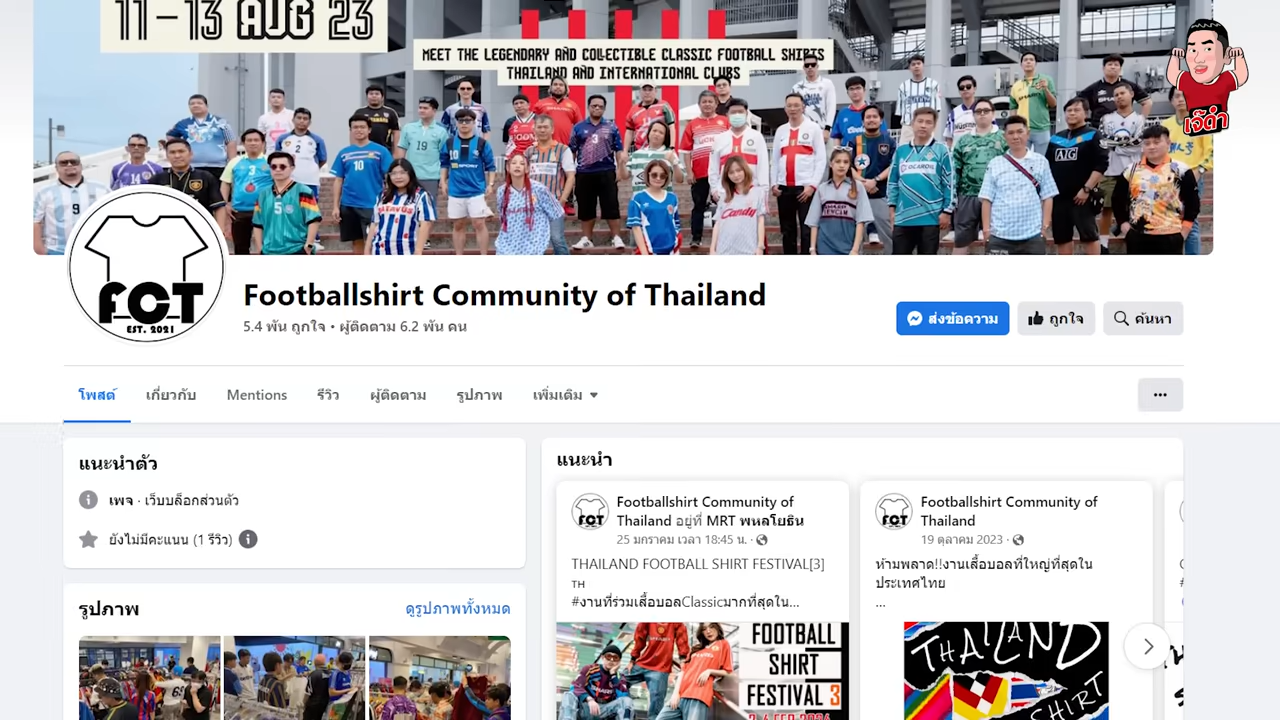 11-13 AUG 23
MEET THE LEGENDARY AND COLLECTIBLE CLASSIC FOOTBALL SHIRTS
THAILAND AND INTERNATIONAL CLUBS
เจ๊ดำ
FCT
EST. 2021
Footballshirt Community of Thailand
5.4 พัน ถูกใจ • ผู้ติดตาม 6.2 พัน คน
ส่งข้อความ
ถูกใจ
ค้นหา
โพสต์
เกี่ยวกับ
Mentions
รีวิว
ผู้ติดตาม
รูปภาพ
เพิ่มเติม
แนะนำตัว
เพจ · เว็บบล็อกส่วนตัว
ยังไม่มีคะแนน (1 รีวิว)
รูปภาพ
ดูรูปภาพทั้งหมด
แนะนำ
FCT
Footballshirt Community of
Thailand อยู่ที่ MRT พหลโยธิน
25 มกราคม เวลา 18:45 น. ·
THAILAND FOOTBALL SHIRT FESTIVAL[3]
TH
#งานที่ร่วมเสื้อบอลClassicมากที่สุดใน...
FOOTBALL
SHIRT
FESTIVAL 3
FCT
Footballshirt Community of
Thailand
19 ตุลาคม 2023 ·
ห้ามพลาด!!งานเสื้อบอลที่ใหญ่ที่สุดใน
ประเทศไทย
...
THAILAND
SHIRT